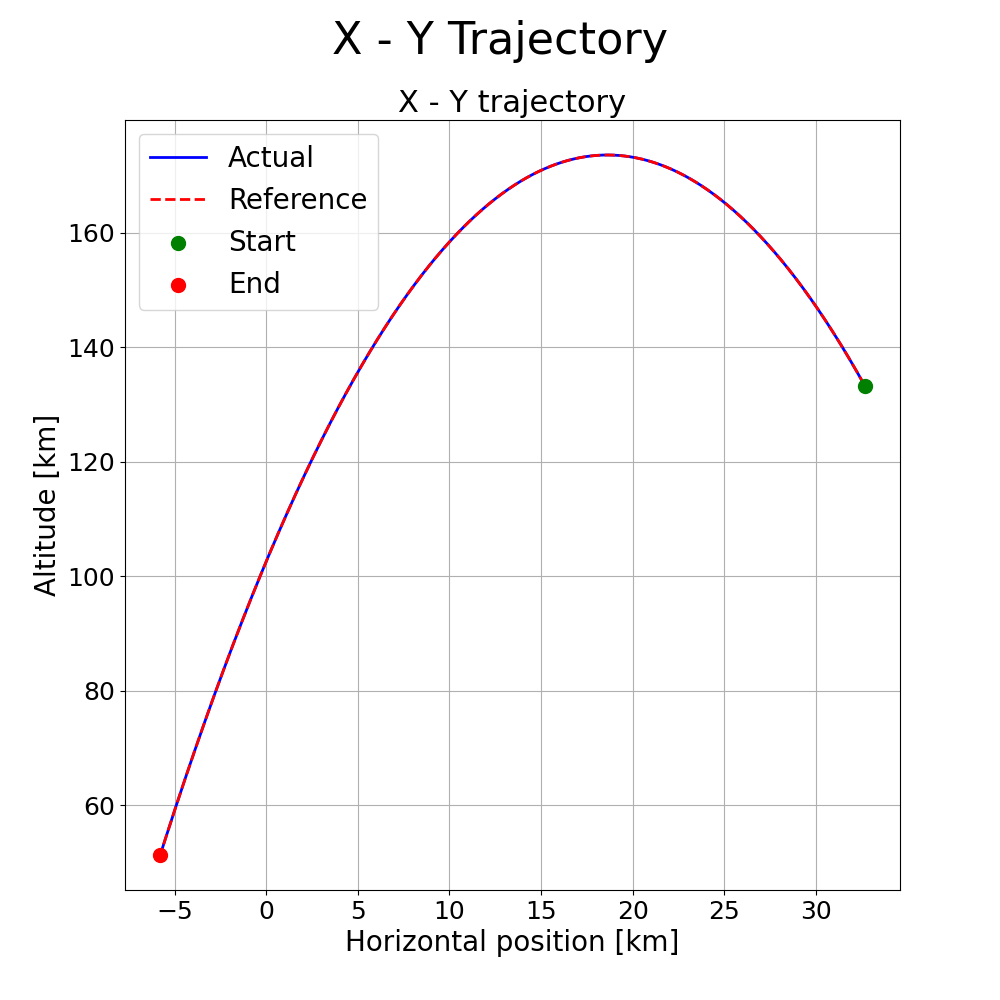 X - Y Trajectory
X - Y trajectory
Actual
Reference
Start
End
160
140
120
100
80
60
Altitude [km]
−5 0 5 10 15 20 25 30
Horizontal position [km]